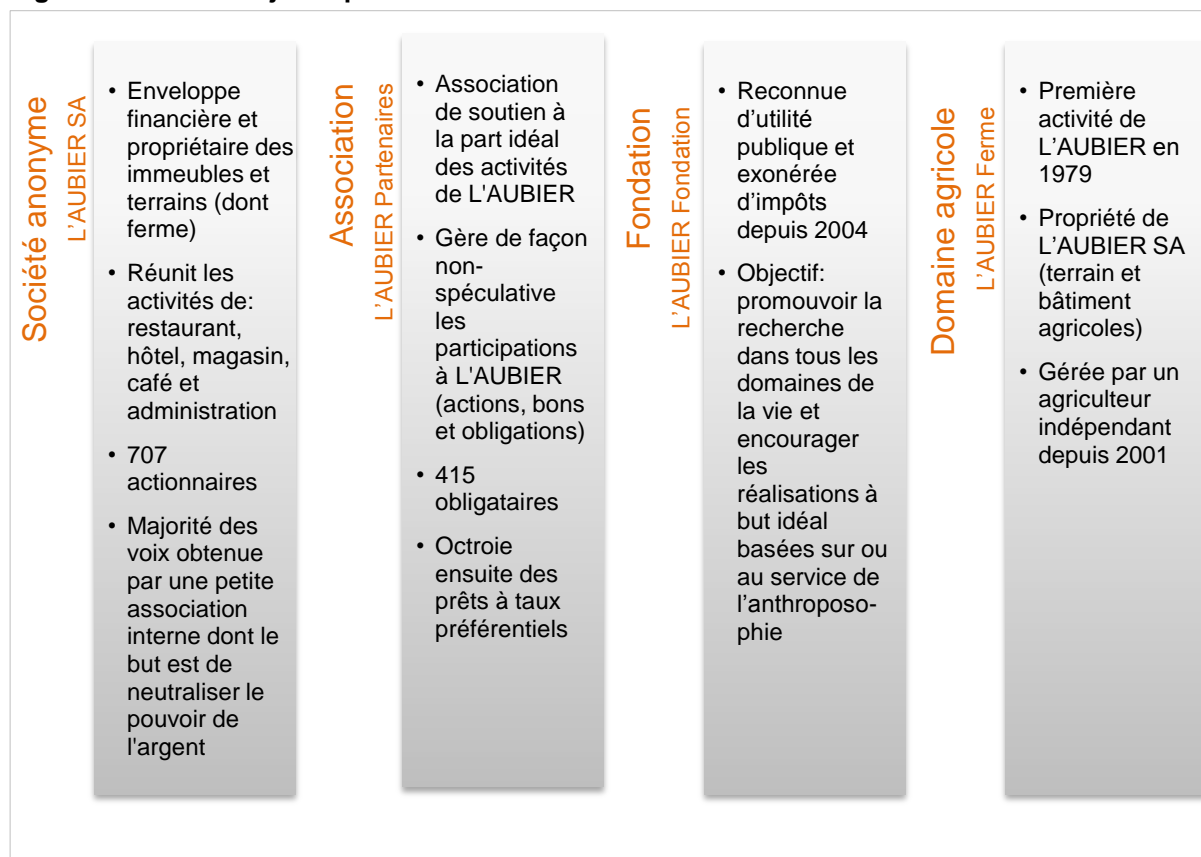 Société anonyme
L'AUBIER SA
• Enveloppe
financière et
propriétaire des
immeubles et
terrains (dont
ferme)
• Réunit les
activités de:
restaurant,
hôtel, magasin,
café et
administration
• 707
actionnaires
• Majorité des
voix obtenue
par une petite
association
interne dont le
but est de
neutraliser le
pouvoir de
l'argent
Association
L'AUBIER Partenaires
• Association
de soutien à
la part idéal
des activités
de L'AUBIER
• Gère de façon
non-
spéculative
les
participations
à L'AUBIER
(actions, bons
et obligations)
• 415
obligataires
• Octroie
ensuite des
prêts à taux
préférentiels
Fondation
L'AUBIER Fondation
• Reconnue
d'utilité
publique et
exonérée
d'impôts
depuis 2004
• Objectif:
promouvoir la
recherche
dans tous les
domaines de
la vie et
encourager
les
réalisations à
but idéal
basées sur ou
au service de
l'anthroposo-
phie
Domaine agricole
L'AUBIER Ferme
• Première
activité de
L'AUBIER en
1979
• Propriété de
L'AUBIER SA
(terrain et
bâtiment
agricoles)
• Gérée par un
agriculteur
indépendant
depuis 2001